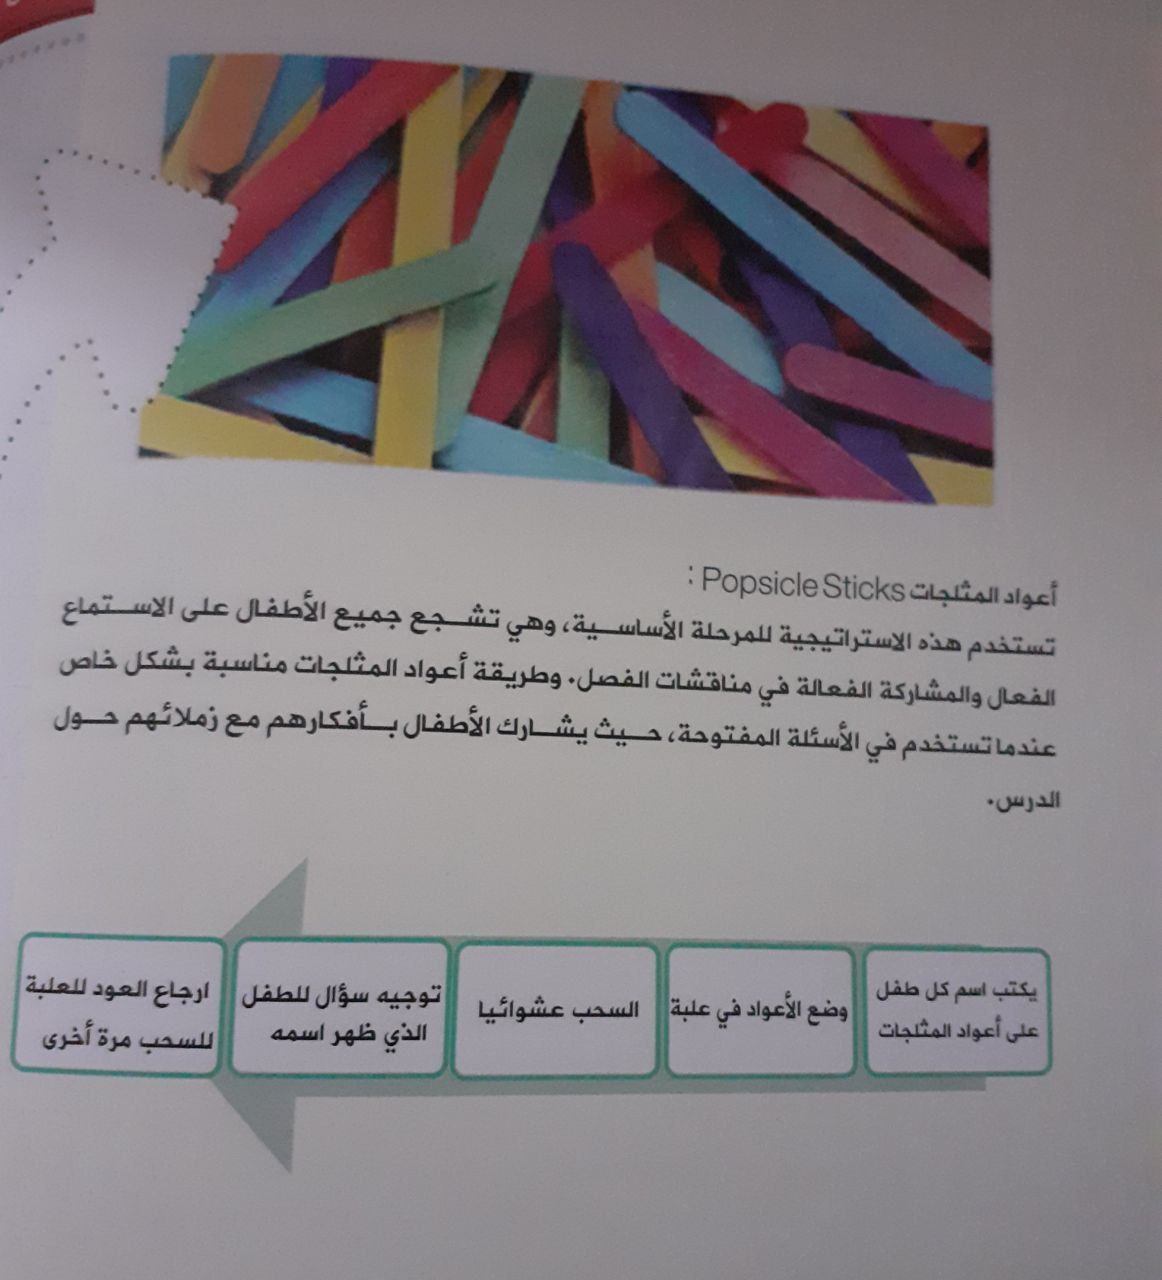 أعواد المثلجات Popsicle Sticks :
تستخدم هذه الاستراتيجية للمرحلة الأساسية، وهي تشجع جميع الأطفال على الاستماع
الفعال والمشاركة الفعالة في مناقشات الفصل. وطريقة أعواد المثلجات مناسبة بشكل خاص
عندما تستخدم في الأسئلة المفتوحة، حيث يشارك الأطفال بأفكارهم مع زملائهم حول
الدرس.
يكتب اسم كل طفل
على أعواد المثلجات
وضع الأعواد في علبة
السحب عشوائيا
توجيه سؤال للطفل
الذي ظهر اسمه
ارجاع العود للعلبة
للسحب مرة أخرى